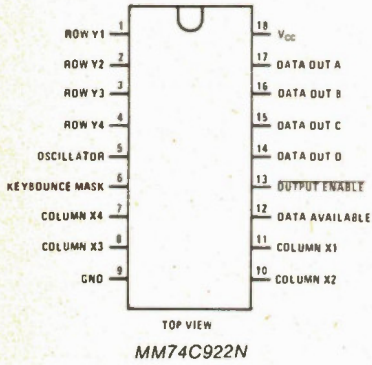 ROW Y1 1 18 VCC
ROW Y2 2 17 DATA OUT A
ROW Y3 3 16 DATA OUT B
ROW Y4 4 15 DATA OUT C
OSCILLATOR 5 14 DATA OUT D
KEYBOUNCE MASK 6 13 OUTPUT ENABLE
COLUMN X4 7 12 DATA AVAILABLE
COLUMN X3 8 11 COLUMN X1
GND 9 10 COLUMN X2
TOP VIEW
MM74C922N